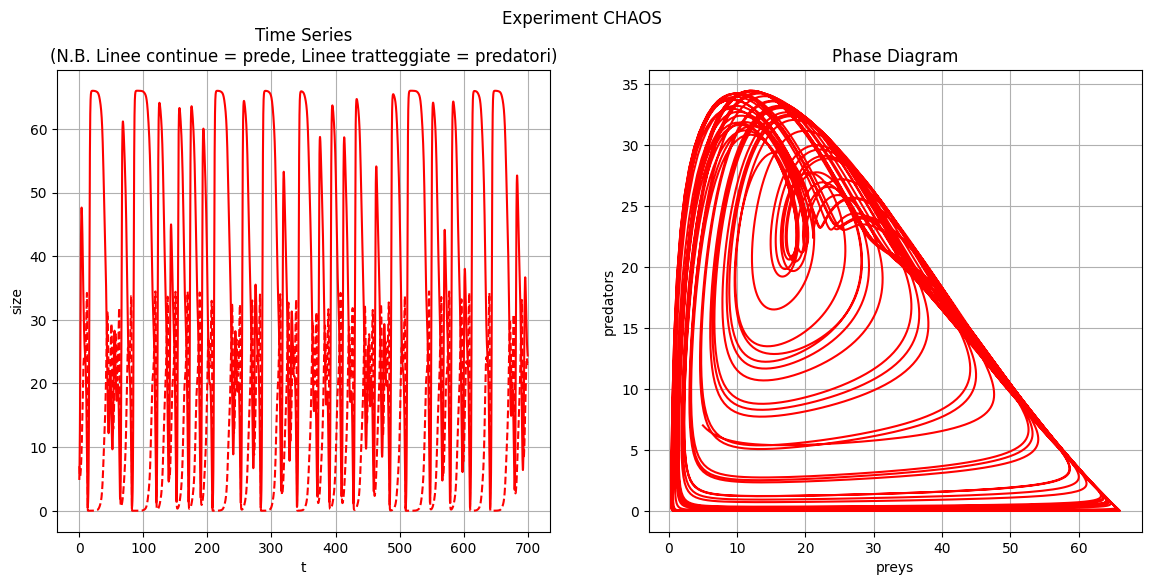 Experiment CHAOS
Time Series
(N.B. Linee continue = prede, Linee tratteggiate = predatori)
size
60
50
40
30
20
10
0
0 100 200 300 400 500 600 700
t
Phase Diagram
predators
35
30
25
20
15
10
5
0
0 10 20 30 40 50 60
preys